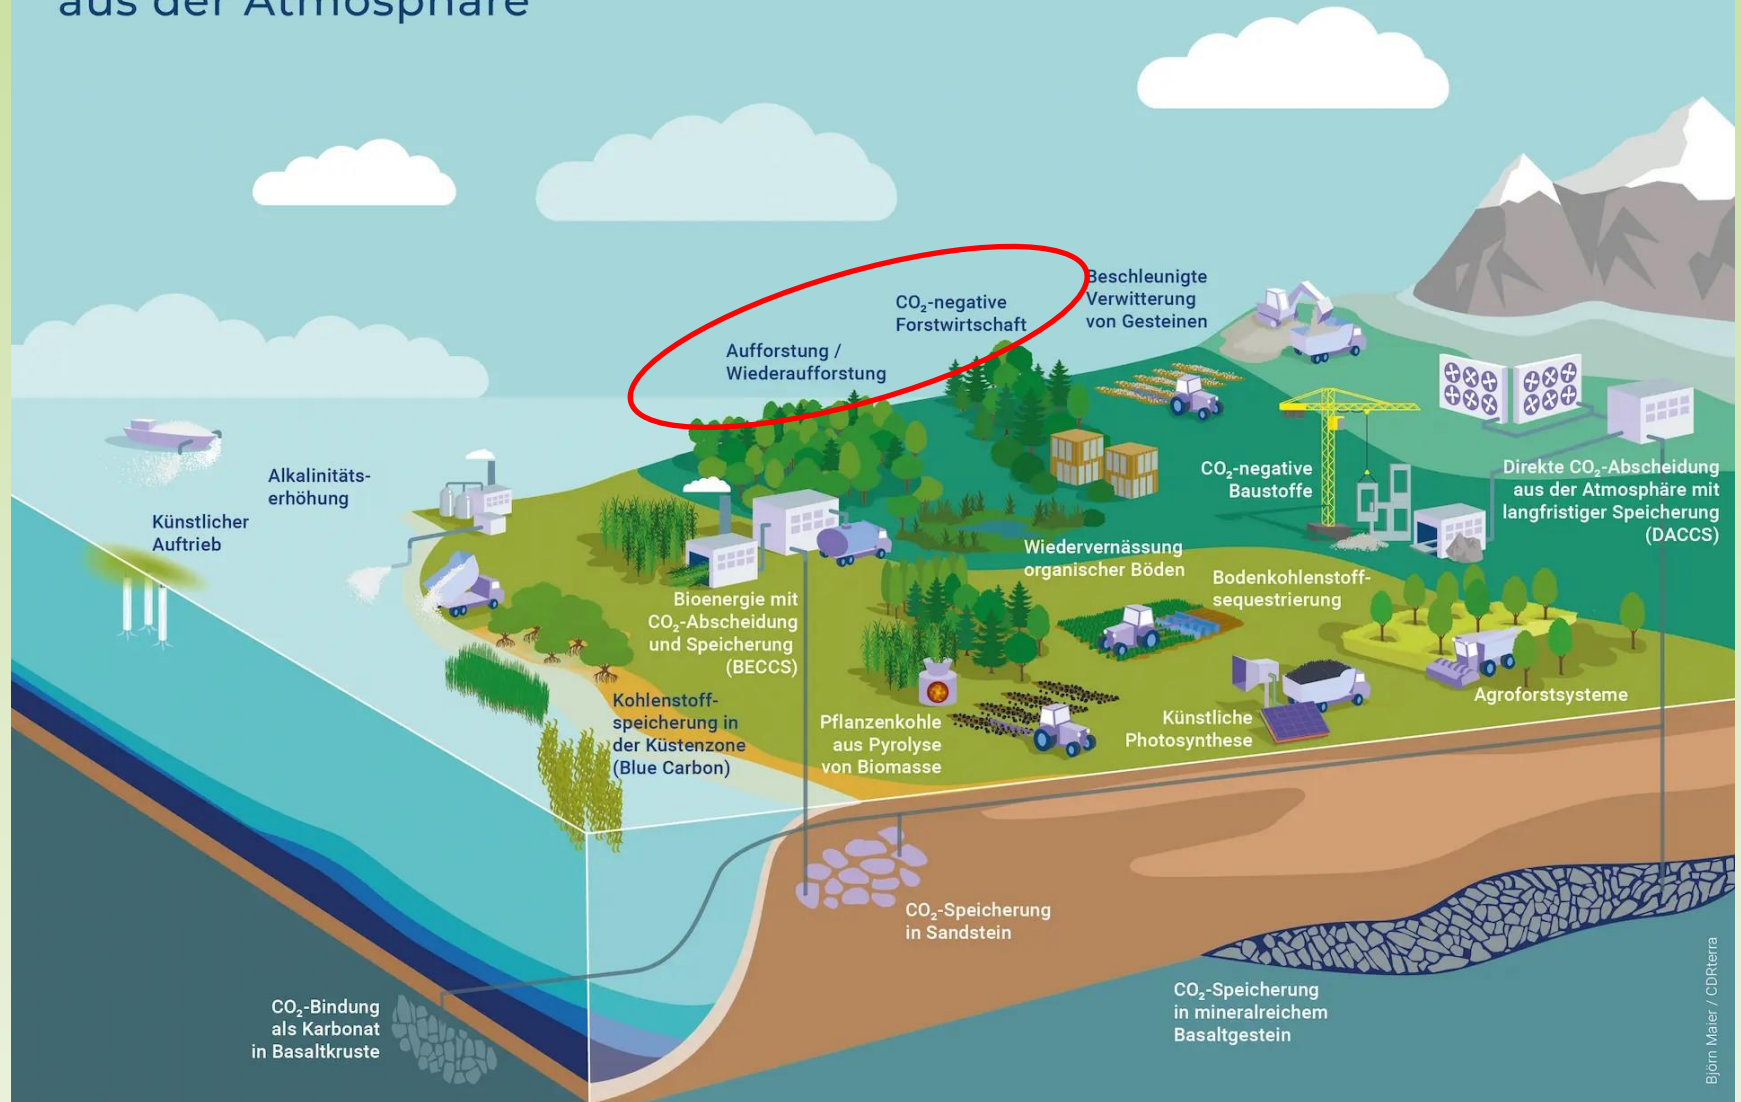 aus der Atmosphäre
Beschleunigte
Verwitterung
von Gesteinen
CO₂-negative
Forstwirtschaft
Aufforstung /
Wiederaufforstung
Alkalinitäts-
erhöhung
Künstlicher
Auftrieb
CO₂-negative
Baustoffe
Direkte CO₂-Abscheidung
aus der Atmosphäre mit
langfristiger Speicherung
(DACCS)
Wiedervernässung
organischer Böden
Bodenkohlenstoff-
sequestrierung
Bioenergie mit
CO₂-Abscheidung
und Speicherung
(BECCS)
Kohlenstoff-
speicherung in
der Küstenzone
(Blue Carbon)
Pflanzenkohle
aus Pyrolyse
von Biomasse
Künstliche
Photosynthese
Agroforstsysteme
CO₂-Speicherung
in Sandstein
CO₂-Speicherung
in mineralreichem
Basaltgestein
CO₂-Bindung
als Karbonat
in Basaltkruste
Björn Maier / CDRterra